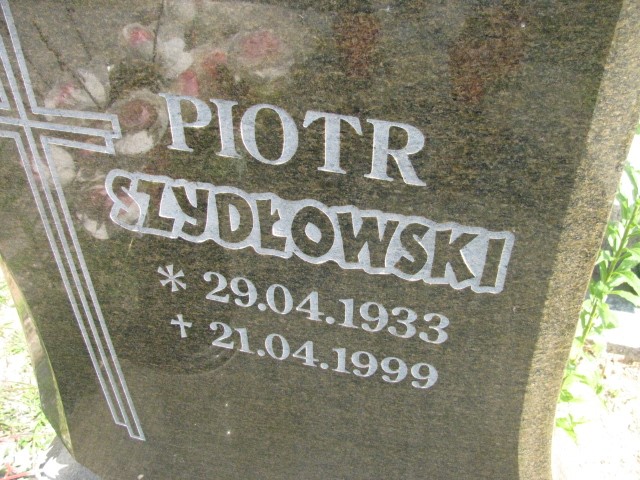 PIOTR
SZYDŁOWSKI
* 29.04.1933
† 21.04.1999